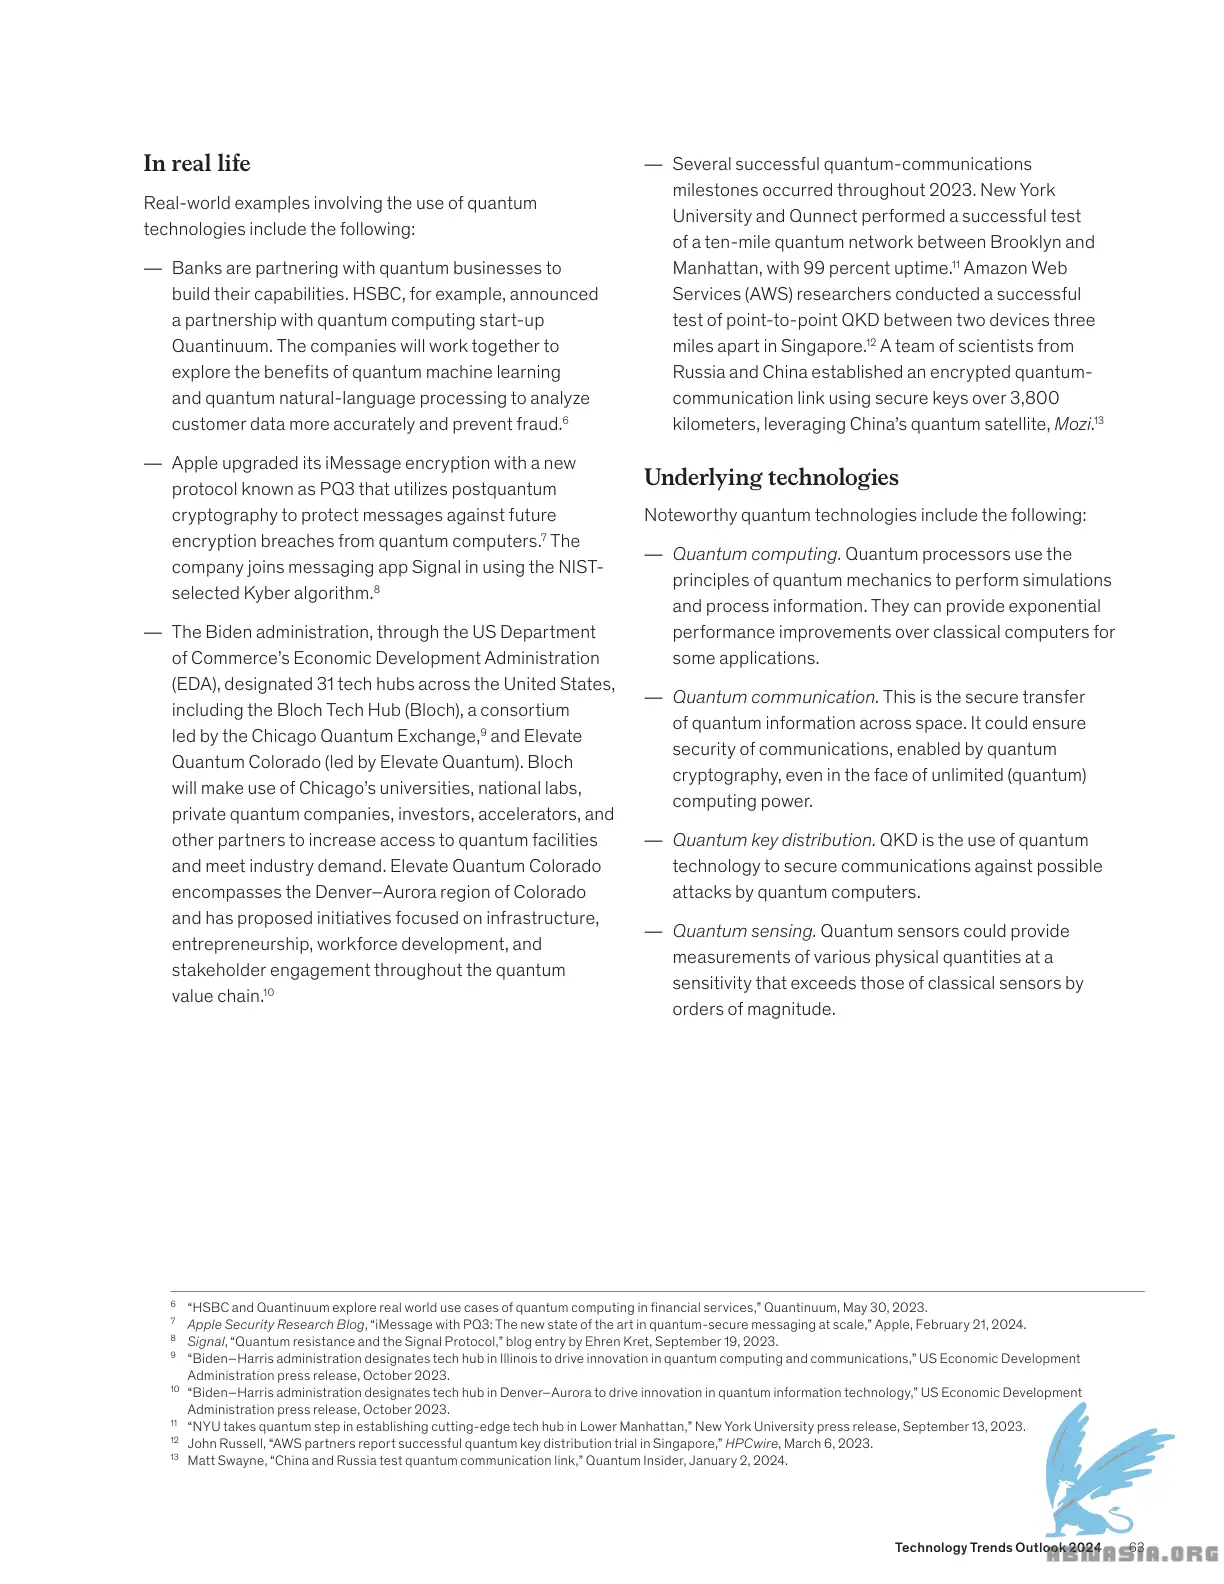 In real life
Real-world examples involving the use of quantum
technologies include the following:
— Banks are partnering with quantum businesses to
build their capabilities. HSBC, for example, announced
a partnership with quantum computing start-up
Quantinuum. The companies will work together to
explore the benefits of quantum machine learning
and quantum natural-language processing to analyze
customer data more accurately and prevent fraud.6
— Apple upgraded its iMessage encryption with a new
protocol known as PQ3 that utilizes postquantum
cryptography to protect messages against future
encryption breaches from quantum computers.7 The
company joins messaging app Signal in using the NIST-
selected Kyber algorithm.8
— The Biden administration, through the US Department
of Commerce’s Economic Development Administration
(EDA), designated 31 tech hubs across the United States,
including the Bloch Tech Hub (Bloch), a consortium
led by the Chicago Quantum Exchange,9 and Elevate
Quantum Colorado (led by Elevate Quantum). Bloch
will make use of Chicago’s universities, national labs,
private quantum companies, investors, accelerators, and
other partners to increase access to quantum facilities
and meet industry demand. Elevate Quantum Colorado
encompasses the Denver–Aurora region of Colorado
and has proposed initiatives focused on infrastructure,
entrepreneurship, workforce development, and
stakeholder engagement throughout the quantum
value chain.10
— Several successful quantum-communications
milestones occurred throughout 2023. New York
University and Qunnect performed a successful test
of a ten-mile quantum network between Brooklyn and
Manhattan, with 99 percent uptime.11 Amazon Web
Services (AWS) researchers conducted a successful
test of point-to-point QKD between two devices three
miles apart in Singapore.12 A team of scientists from
Russia and China established an encrypted quantum-
communication link using secure keys over 3,800
kilometers, leveraging China’s quantum satellite, Mozi.13
Underlying technologies
Noteworthy quantum technologies include the following:
— Quantum computing. Quantum processors use the
principles of quantum mechanics to perform simulations
and process information. They can provide exponential
performance improvements over classical computers for
some applications.
— Quantum communication. This is the secure transfer
of quantum information across space. It could ensure
security of communications, enabled by quantum
cryptography, even in the face of unlimited (quantum)
computing power.
— Quantum key distribution. QKD is the use of quantum
technology to secure communications against possible
attacks by quantum computers.
— Quantum sensing. Quantum sensors could provide
measurements of various physical quantities at a
sensitivity that exceeds those of classical sensors by
orders of magnitude.
6 “HSBC and Quantinuum explore real world use cases of quantum computing in financial services,” Quantinuum, May 30, 2023.
7 Apple Security Research Blog, “iMessage with PQ3: The new state of the art in quantum-secure messaging at scale,” Apple, February 21, 2024.
8 Signal, “Quantum resistance and the Signal Protocol,” blog entry by Ehren Kret, September 19, 2023.
9 “Biden–Harris administration designates tech hub in Illinois to drive innovation in quantum computing and communications,” US Economic Development
Administration press release, October 2023.
10 “Biden–Harris administration designates tech hub in Denver–Aurora to drive innovation in quantum information technology,” US Economic Development
Administration press release, October 2023.
11 “NYU takes quantum step in establishing cutting-edge tech hub in Lower Manhattan,” New York University press release, September 13, 2023.
12 John Russell, “AWS partners report successful quantum key distribution trial in Singapore,” HPCwire, March 6, 2023.
13 Matt Swayne, “China and Russia test quantum communication link,” Quantum Insider, January 2, 2024.
Technology Trends Outlook 2024 63
ABWASIA.ORG